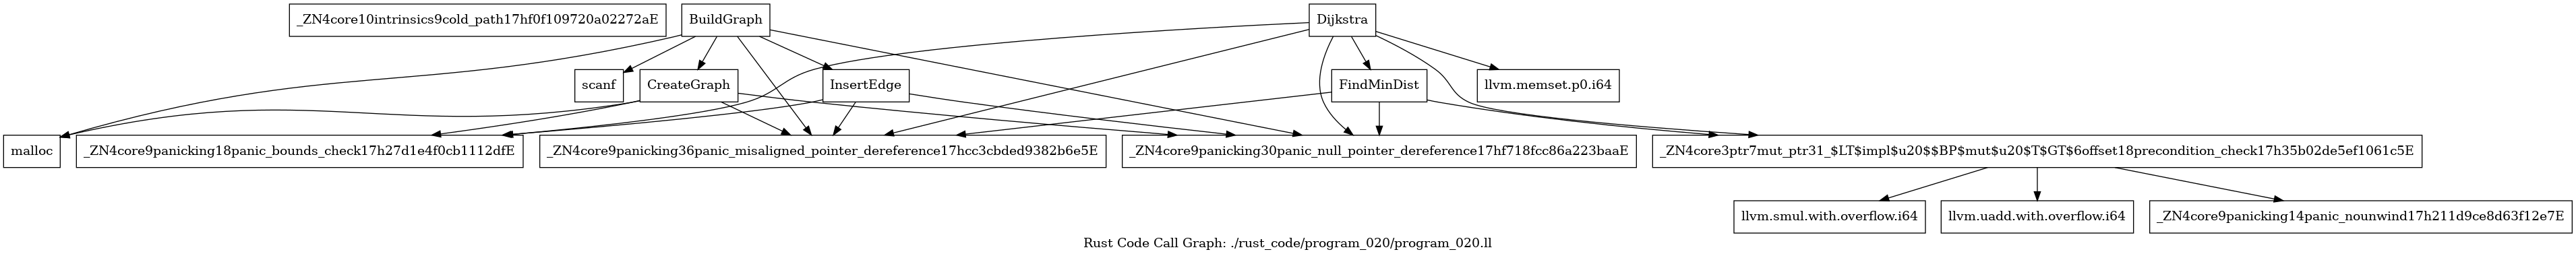 _ZN4core10intrinsics9cold_path17hf0f109720a02272aE
BuildGraph
Dijkstra
scanf
CreateGraph
InsertEdge
FindMinDist
llvm.memset.p0.i64
malloc
_ZN4core9panicking18panic_bounds_check17h27d1e4f0cb1112dfE
_ZN4core9panicking36panic_misaligned_pointer_dereference17hcc3cbded9382b6e5E
_ZN4core9panicking30panic_null_pointer_dereference17hf718fcc86a223baaE
_ZN4core3ptr7mut_ptr31_$LT$impl$u20$$BP$mut$u20$T$GT$6offset18precondition_check17h35b02de5ef1061c5E
llvm.smul.with.overflow.i64
llvm.uadd.with.overflow.i64
_ZN4core9panicking14panic_nounwind17h211d9ce8d63f12e7E
Rust Code Call Graph: ./rust_code/program_020/program_020.ll